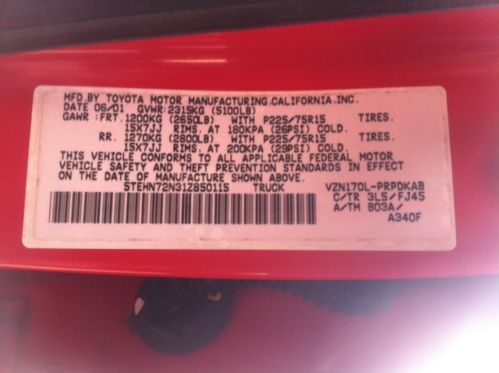 MFD.BY TOYOTA MOTOR MANUFACTURING.CALIFORNIA.INC.
DATE 06/01 GVWR:2315KG (5100LB)
GAWR :FRT. 1200KG (2650LB) WITH P225/75R15 TIRES.
15X7JJ RIMS. AT 180KPA (26PSI) COLD.
RR. 1270KG (2800LB) WITH P225/75R15 TIRES.
15X7JJ RIMS. AT 200KPA (29PSI) COLD.
THIS VEHICLE CONFORMS TO ALL APPLICABLE FEDERAL MOTOR
VEHICLE SAFETY AND THEFT PREVENTION STANDARDS IN EFFECT
ON THE DATE OF MANUFACTURE SHOWN ABOVE.
5TEHN72N31Z850115 TRUCK VZN170L-PRPDKAB
C/TR 3L5/FJ45
A/TM B03A/
A340F